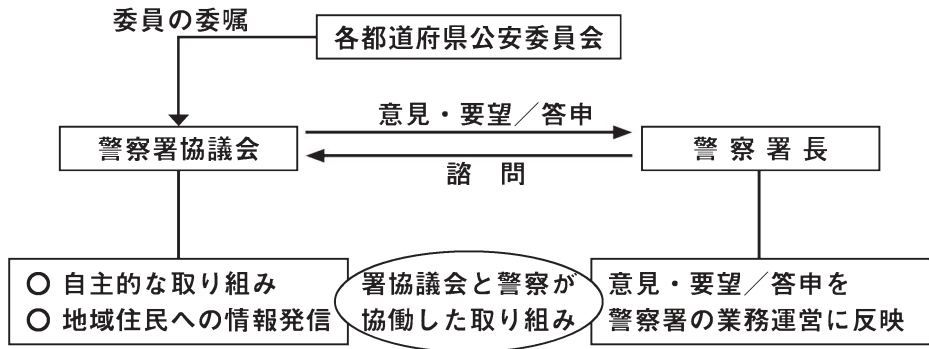 委員の委嘱
各都道府県公安委員会
意見・要望／答申
警察署協議会
警察署長
諮問
○ 自主的な取り組み
○ 地域住民への情報発信
署協議会と警察が
協働した取り組み
意見・要望／答申を
警察署の業務運営に反映